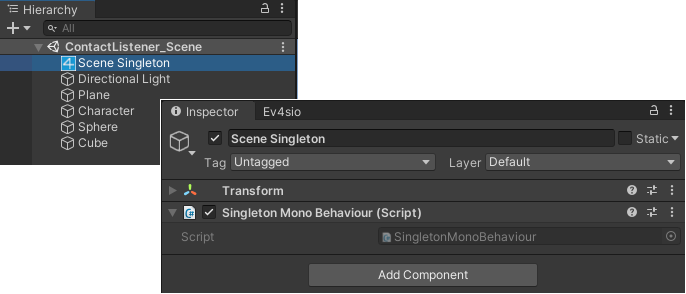 Hierarchy
All
ContactListener_Scene
Scene Singleton
Directional Light
Plane
Character
Sphere
Cube
Inspector Ev4sio
Scene Singleton Static
Tag Untagged Layer Default
Transform
Singleton Mono Behaviour (Script)
Script SingletonMonoBehaviour
Add Component